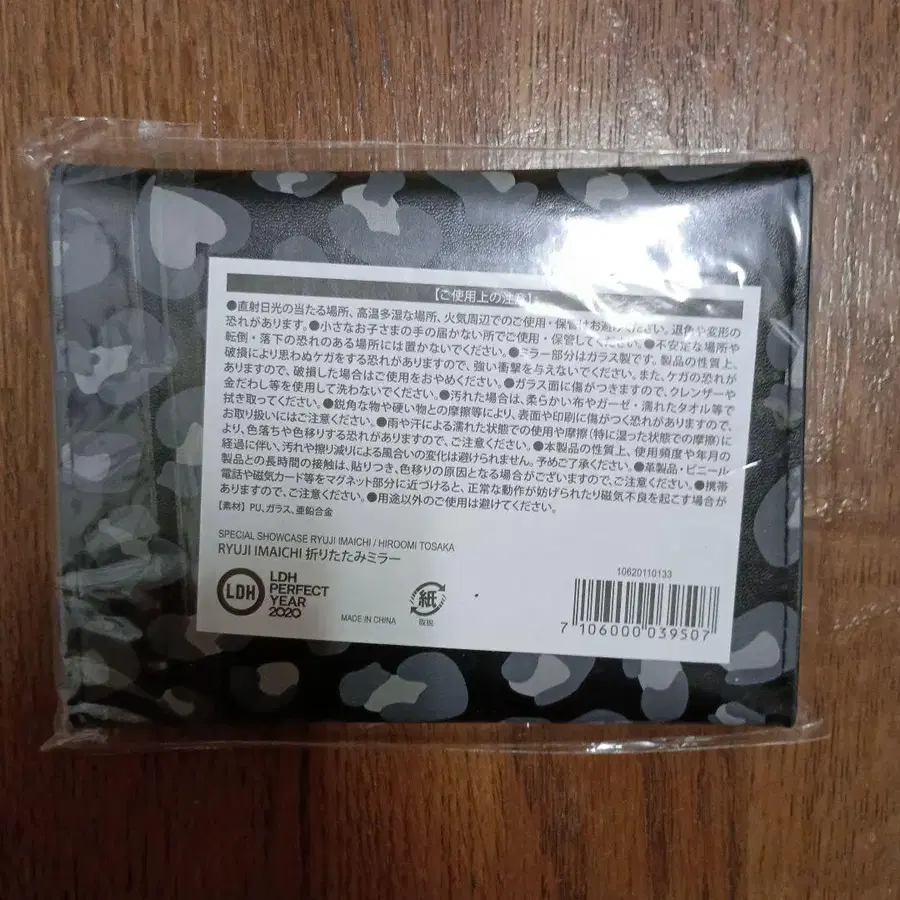 【ご使用上の注意】
●直射日光の当たる場所、高温多湿な場所、火気周辺でのご使用・保管はお避けください。退色や変形の
恐れがあります。●小さなお子さまの手の届かない所でご使用・保管してください。●不安定な場所や
転倒・落下の恐れのある場所には置かないでください。●ミラー部分はガラス製です。製品の性質上、
破損により思わぬケガをする恐れがありますので、強い衝撃を与えないでください。また、ケガの恐れが
ありますので、破損した場合はご使用をおやめください。●ガラス面に傷がつきますので、クレンザーや
金だわし等を使用して洗わないでください。●汚れた場合は、柔らかい布やガーゼ・濡れたタオル等で
拭き取ってください。●鋭角な物や硬い物との摩擦等により、表面や印刷に傷がつく恐れがありますので、
お取り扱いにはご注意ください。●雨や汗による濡れた状態での使用や摩擦(特に湿った状態での摩擦)に
より、色落ちや色移りする恐れがありますので、ご注意ください。●本製品の性質上、使用頻度や年月の
経過に伴い、汚れや擦り減りによる風合いの変化は避けられません。予めご了承ください。●革製品・ビニール
製品との長時間の接触は、貼りつき、色移りの原因となる場合がございますので、ご注意ください。●携帯
電話や磁気カード等をマグネット部分に近づけると、正常な動作が妨げられたり磁気不良を起こす場合が
ありますので、ご注意ください。●用途以外のご使用は避けてください。
【素材】PU、ガラス、亜鉛合金
SPECIAL SHOWCASE RYUJI IMAICHI / HIROOMI TOSAKA
RYUJI IMAICHI 折りたたみミラー
LDH
LDH
PERFECT
YEAR
2020
MADE IN CHINA
紙
取説
10620110133
7 106000 039507